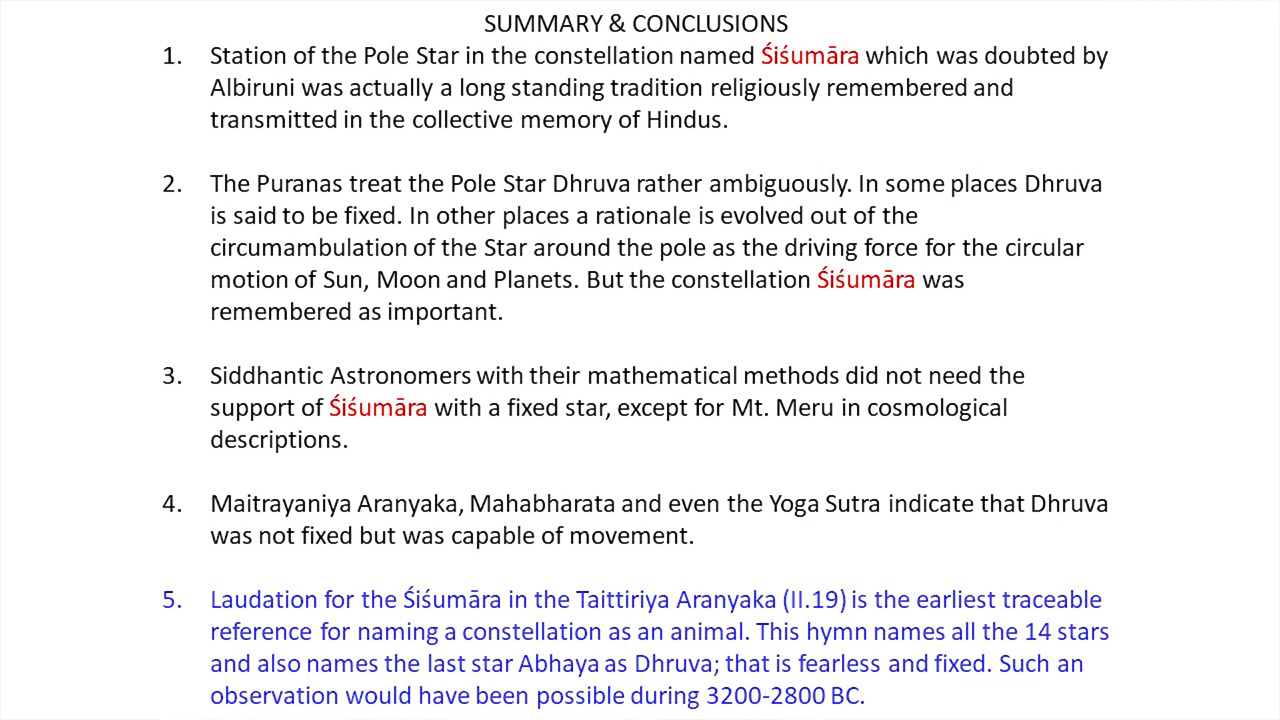 SUMMARY & CONCLUSIONS
1. Station of the Pole Star in the constellation named Śiśumāra which was doubted by
Albiruni was actually a long standing tradition religiously remembered and
transmitted in the collective memory of Hindus.
2. The Puranas treat the Pole Star Dhruva rather ambiguously. In some places Dhruva
is said to be fixed. In other places a rationale is evolved out of the
circumambulation of the Star around the pole as the driving force for the circular
motion of Sun, Moon and Planets. But the constellation Śiśumāra was
remembered as important.
3. Siddhantic Astronomers with their mathematical methods did not need the
support of Śiśumāra with a fixed star, except for Mt. Meru in cosmological
descriptions.
4. Maitrayaniya Aranyaka, Mahabharata and even the Yoga Sutra indicate that Dhruva
was not fixed but was capable of movement.
5. Laudation for the Śiśumāra in the Taittiriya Aranyaka (II.19) is the earliest traceable
reference for naming a constellation as an animal. This hymn names all the 14 stars
and also names the last star Abhaya as Dhruva; that is fearless and fixed. Such an
observation would have been possible during 3200-2800 BC.